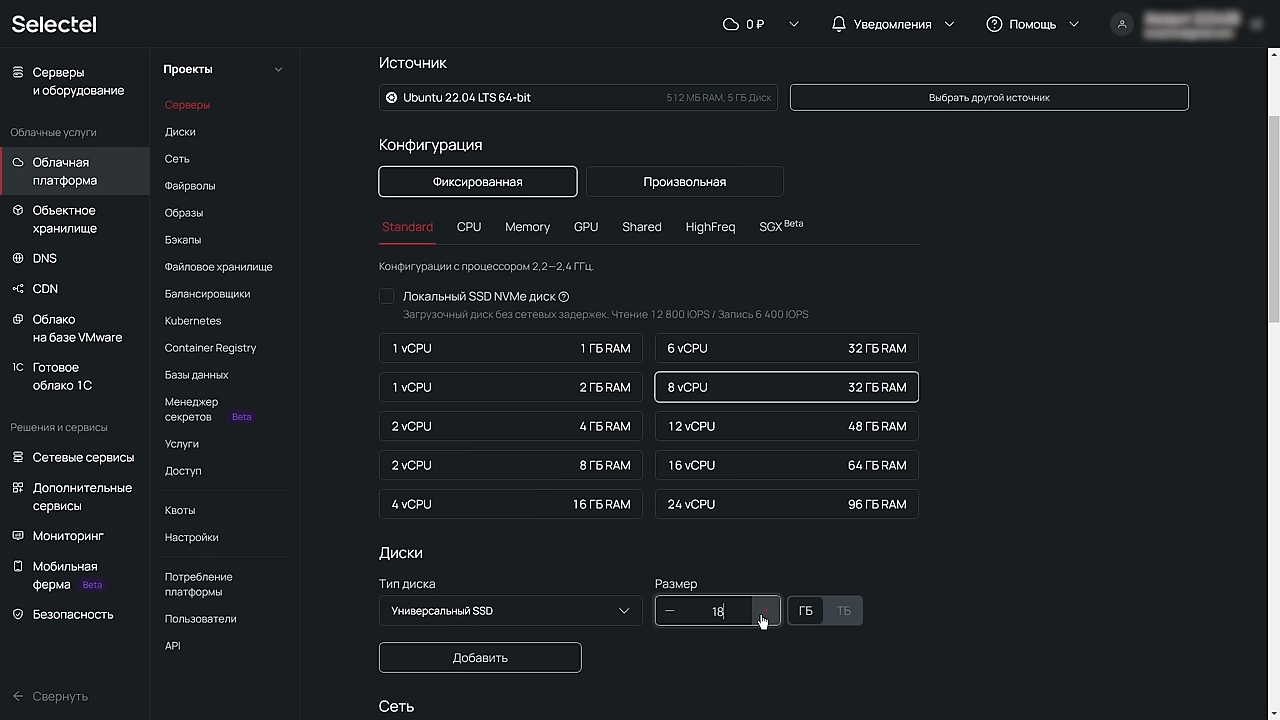 Selectel
0 ₽
Уведомления
Помощь
Серверы
и оборудование
Облачные услуги
Облачная
платформа
Объектное
хранилище
DNS
CDN
Облако
на базе VMware
1C Готовое
облако 1С
Решения и сервисы
Сетевые сервисы
Дополнительные
сервисы
Мониторинг
Мобильная
ферма Beta
Безопасность
Свернуть
Проекты
Серверы
Диски
Сеть
Файрволы
Образы
Бэкапы
Файловое хранилище
Балансировщики
Kubernetes
Container Registry
Базы данных
Менеджер
секретов Beta
Услуги
Доступ
Квоты
Настройки
Потребление
платформы
Пользователи
API
Источник
Ubuntu 22.04 LTS 64-bit 512 МБ RAM, 5 ГБ Диск Выбрать другой источник
Конфигурация
Фиксированная Произвольная
Standard CPU Memory GPU Shared HighFreq SGX Beta
Конфигурации с процессором 2,2—2,4 ГГц.
Локальный SSD NVMe диск
Загрузочный диск без сетевых задержек. Чтение 12 800 IOPS / Запись 6 400 IOPS
1 vCPU 1 ГБ RAM 6 vCPU 32 ГБ RAM
1 vCPU 2 ГБ RAM 8 vCPU 32 ГБ RAM
2 vCPU 4 ГБ RAM 12 vCPU 48 ГБ RAM
2 vCPU 8 ГБ RAM 16 vCPU 64 ГБ RAM
4 vCPU 16 ГБ RAM 24 vCPU 96 ГБ RAM
Диски
Тип диска Размер
Универсальный SSD — 18 + ГБ ТБ
Добавить
Сеть